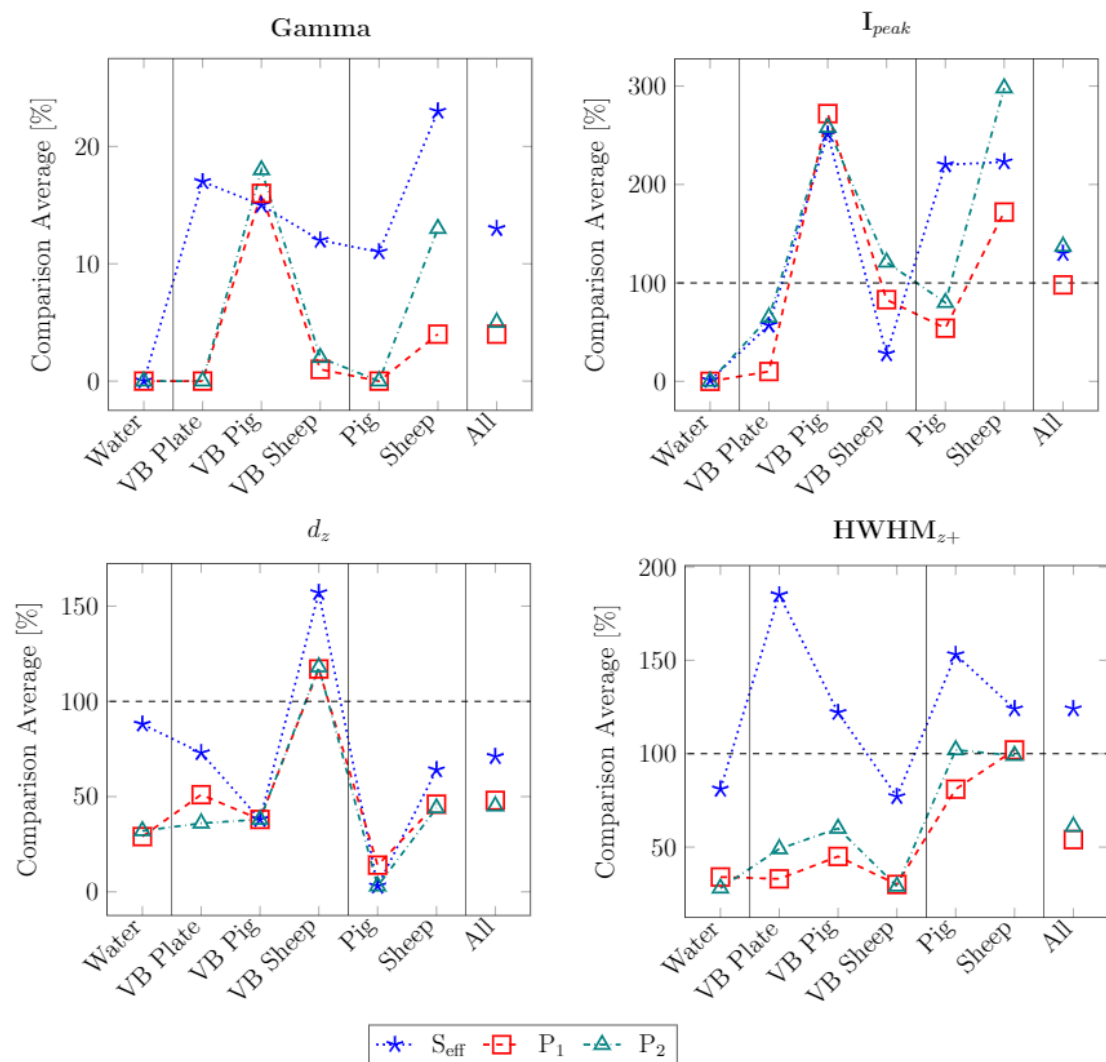 Gamma
Comparison Average [%]
20
10
0
Water
VB Plate
VB Pig
VB Sheep
Pig
Sheep
All
I_peak
Comparison Average [%]
300
200
100
0
Water
VB Plate
VB Pig
VB Sheep
Pig
Sheep
All
d_z
Comparison Average [%]
150
100
50
0
Water
VB Plate
VB Pig
VB Sheep
Pig
Sheep
All
HWHM_z+
Comparison Average [%]
200
150
100
50
Water
VB Plate
VB Pig
VB Sheep
Pig
Sheep
All
S_eff P_1 P_2